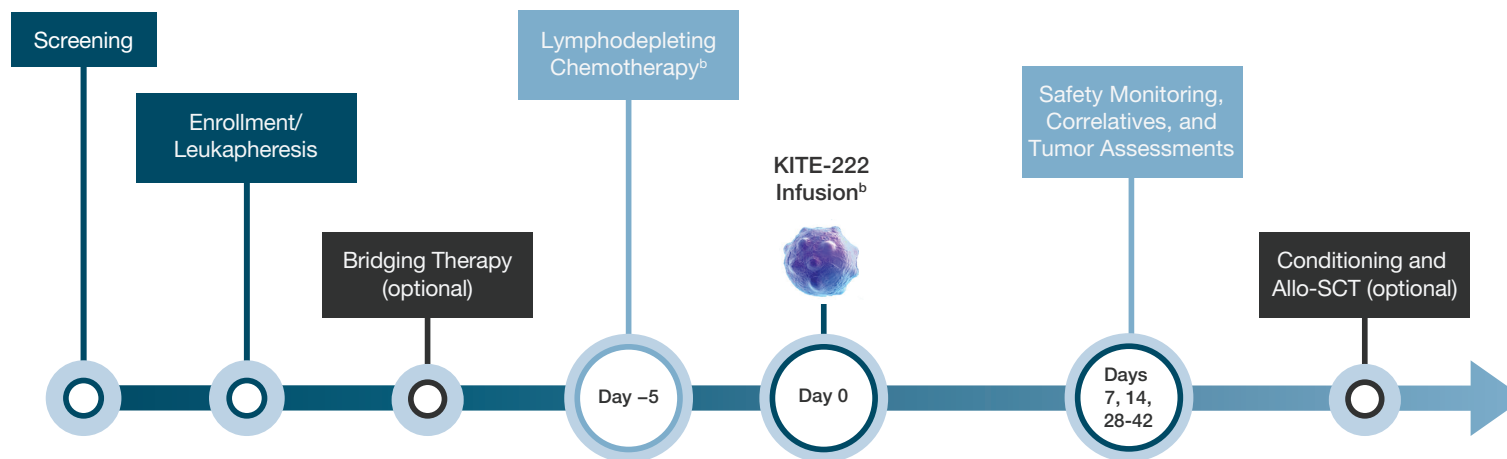 Screening
Enrollment/
Leukapheresis
Bridging Therapy
(optional)
Lymphodepleting
Chemotherapyᵇ
KITE-222
Infusionᵇ
Safety Monitoring,
Correlatives, and
Tumor Assessments
Conditioning and
Allo-SCT (optional)
Day –5
Day 0
Days
7, 14,
28-42